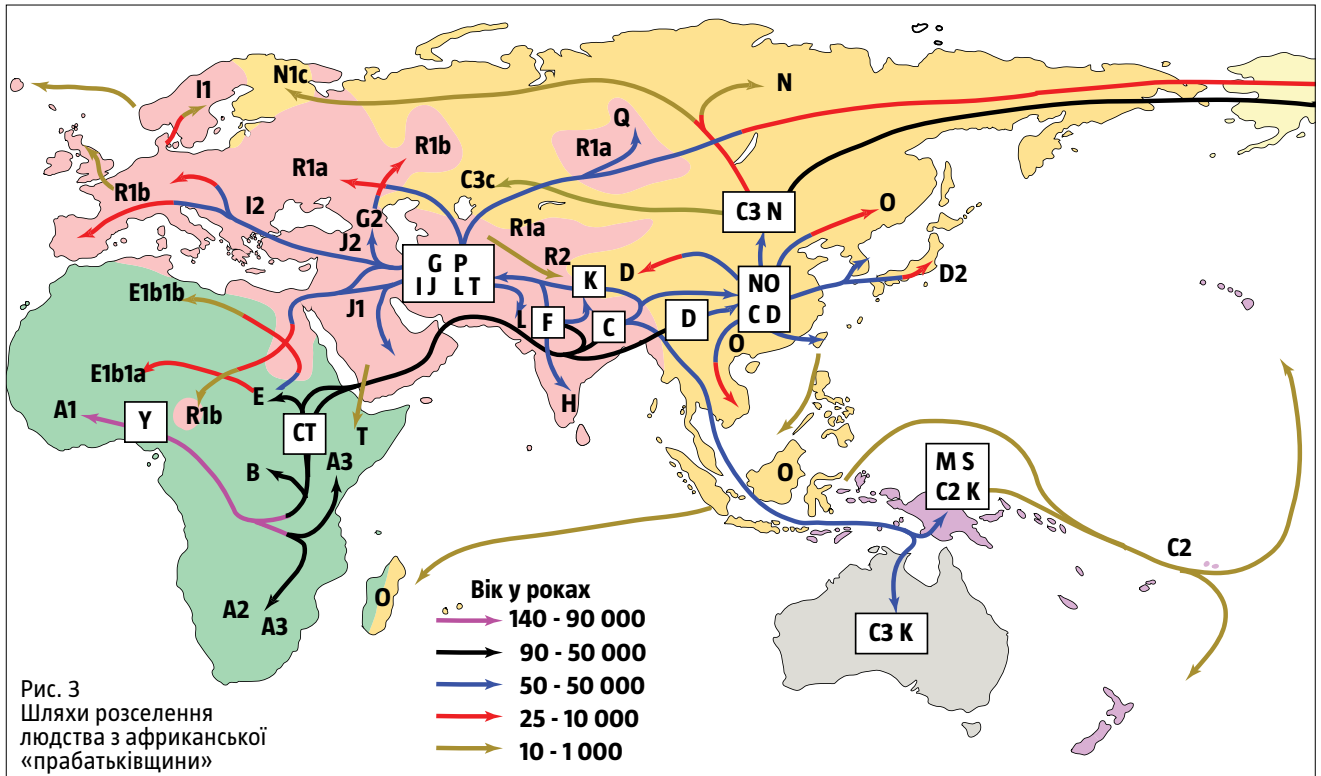 I1
N1c
N
Q
R1a
R1b
R1a
C3c
R1b
I2
G2
J2
R1a
R2
D
C3 N
O
D2
G P
I J L T
K
NO
C D
E1b1b
J1
L
F
C
D
O
E1b1a
E
H
A1
Y
R1b
CT
T
A3
B
M S
C2 K
O
C2
O
A2
A3
C3 K
Вік у роках
140 - 90 000
90 - 50 000
50 - 50 000
25 - 10 000
10 - 1 000
Рис. 3
Шляхи розселення
людства з африканської
«прабатьківщини»